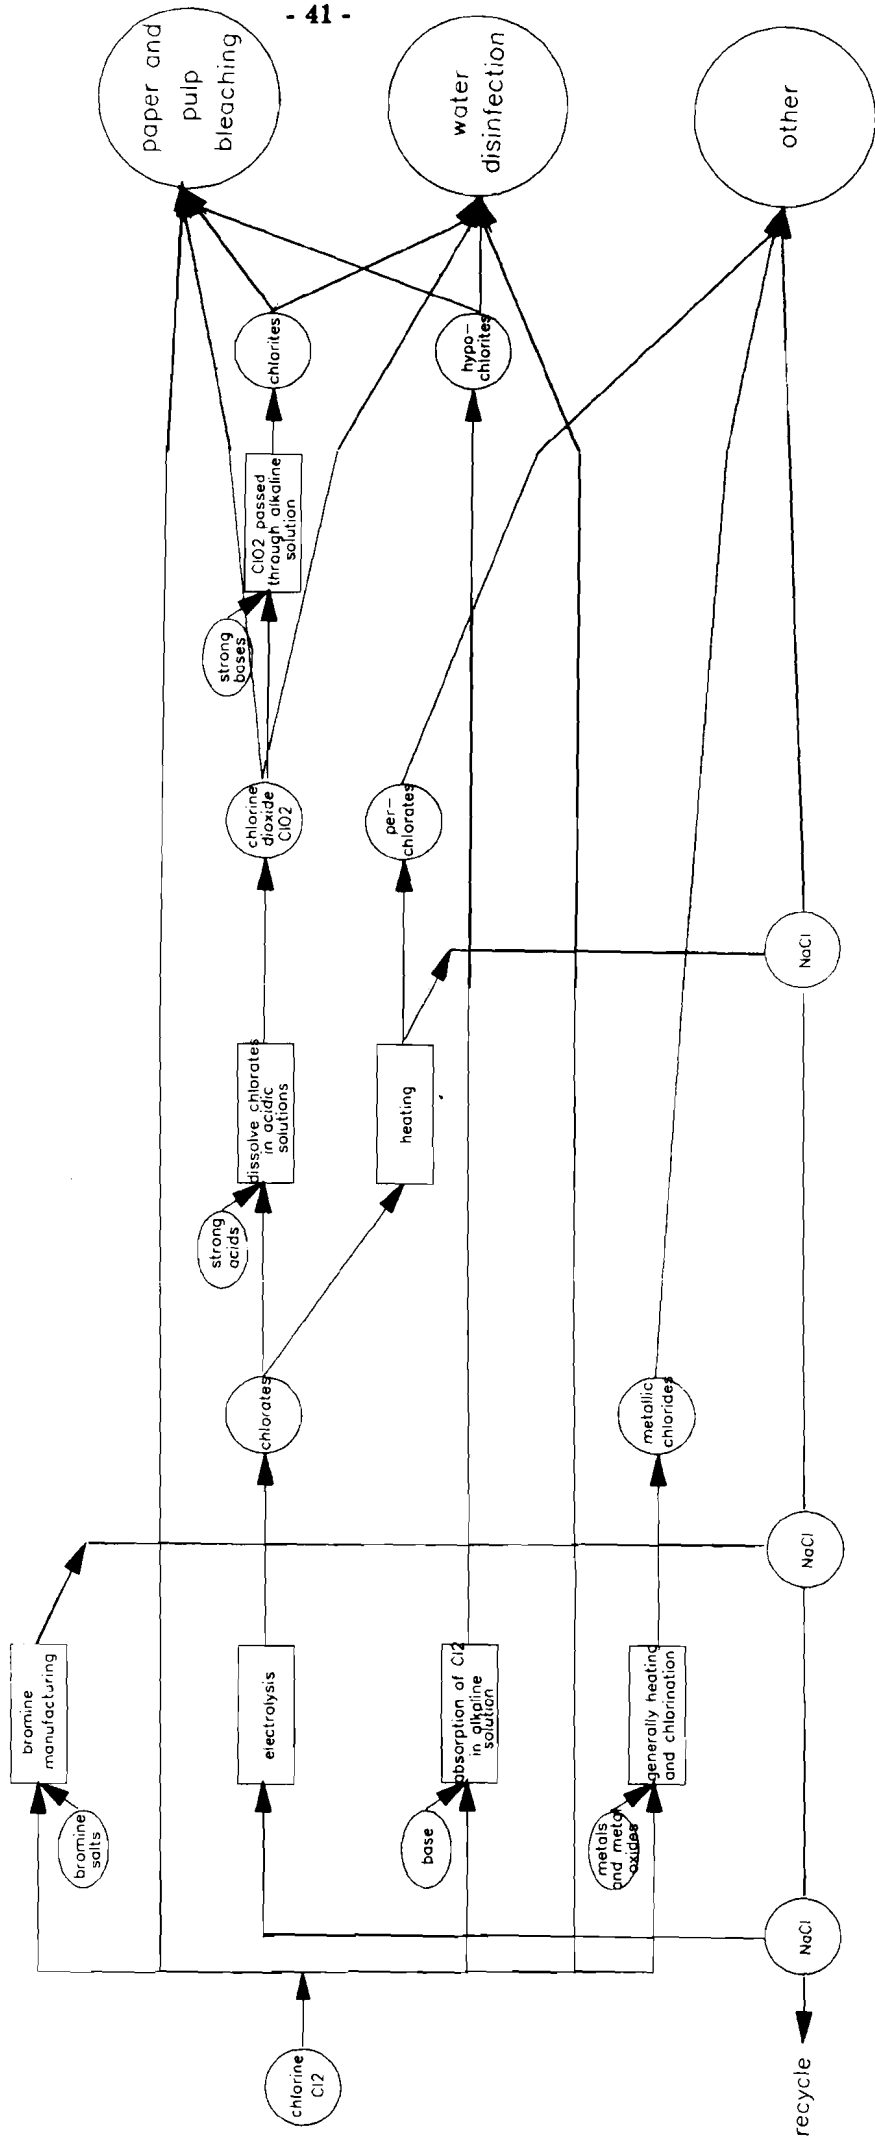 - 41 -
paper and
pulp
bleaching
water
disinfection
other
chlorites
hypo-
chlorites
ClO2 passed
through alkaline
solution
strong
bases
chlorine
dioxide
ClO2
per-
chlorates
NaCl
dissolve chlorates
in acidic
solutions
heating
strong
acids
chlorates
metallic
chlorides
NaCl
bromine
manufacturing
electrolysis
absorption of Cl2
in alkaline
solution
generally heating
and chlorination
bromine
salts
base
metals
and metal
oxides
NaCl
chlorine
Cl2
recycle